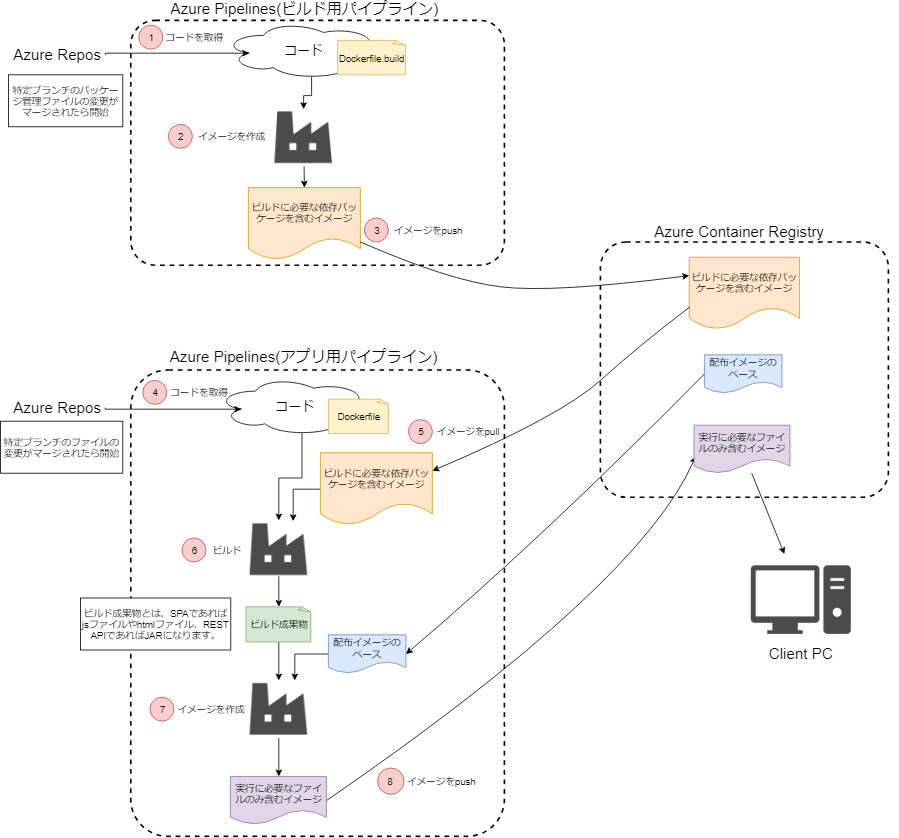 Azure Pipelines(ビルド用パイプライン)
1
コードを取得
コード
Dockerfile.build
Azure Repos
特定ブランチのパッケー
ジ管理ファイルの変更が
マージされたら開始
2
イメージを作成
ビルドに必要な依存パッ
ケージを含むイメージ
3
イメージをpush
Azure Container Registry
ビルドに必要な依存パッ
ケージを含むイメージ
配布イメージの
ベース
実行に必要なファイ
ルのみ含むイメージ
Client PC
Azure Pipelines(アプリ用パイプライン)
4
コードを取得
コード
Dockerfile
Azure Repos
特定ブランチのファイルの
変更がマージされたら開始
5
イメージをpull
ビルドに必要な依存パッ
ケージを含むイメージ
6
ビルド
ビルド成果物とは、SPAであれば
jsファイルやhtmlファイル、REST
APIであればJARになります。
ビルド成果物
配布イメージの
ベース
7
イメージを作成
実行に必要なファイ
ルのみ含むイメージ
8
イメージをpush